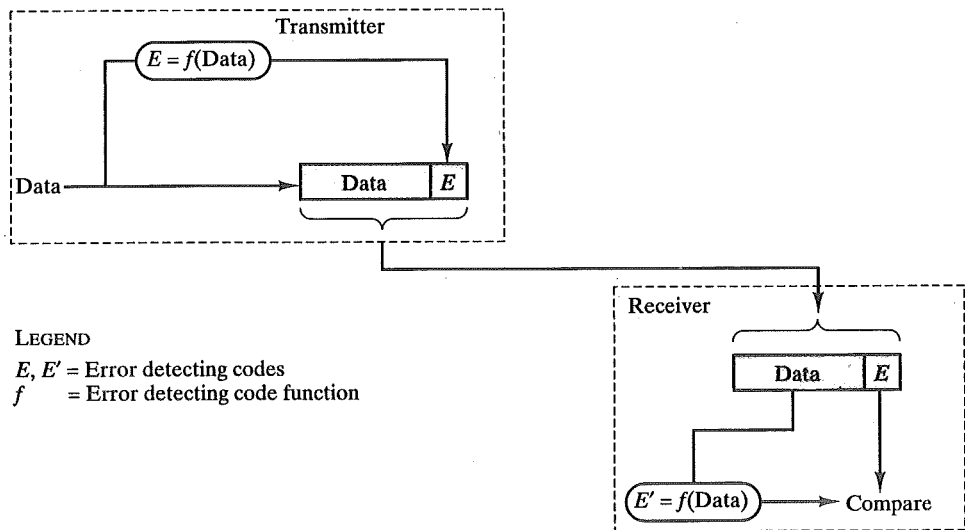 Transmitter
E = f(Data)
Data
Data E
Receiver
LEGEND
E, E' = Error detecting codes
f = Error detecting code function
Data E
E' = f(Data)
Compare